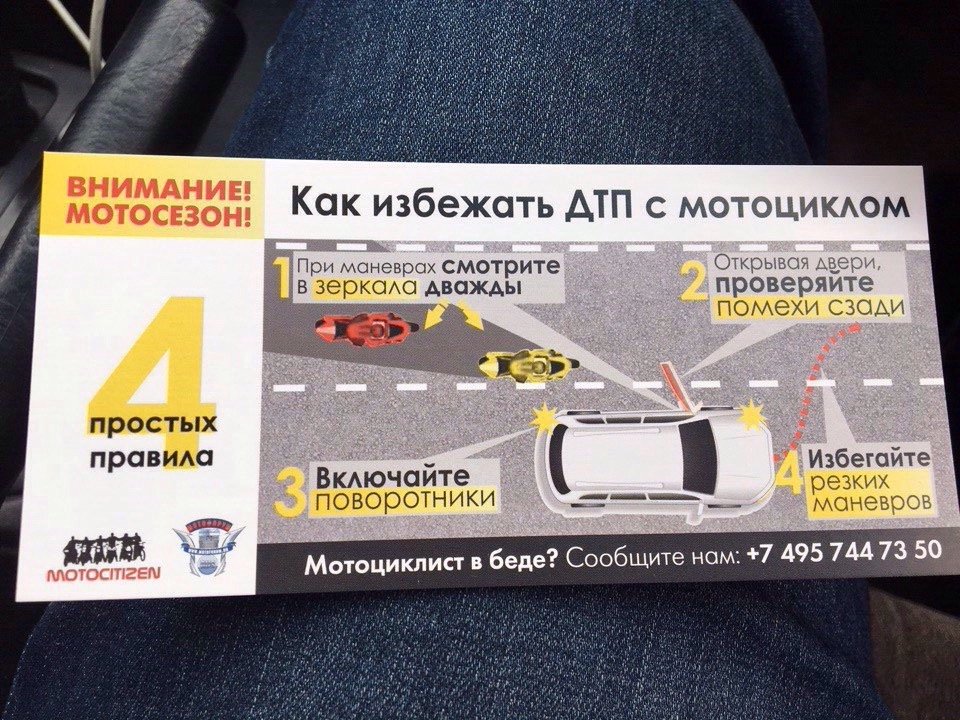 ВНИМАНИЕ!
МОТОСЕЗОН!
4
простых
правила
MOTOCITIZEN
Как избежать ДТП с мотоциклом
1 При маневрах смотрите
в зеркала дважды
2 Открывая двери,
проверяйте
помехи сзади
3 Включайте
поворотники
4 Избегайте
резких
маневров
Мотоциклист в беде? Сообщите нам: +7 495 744 73 50